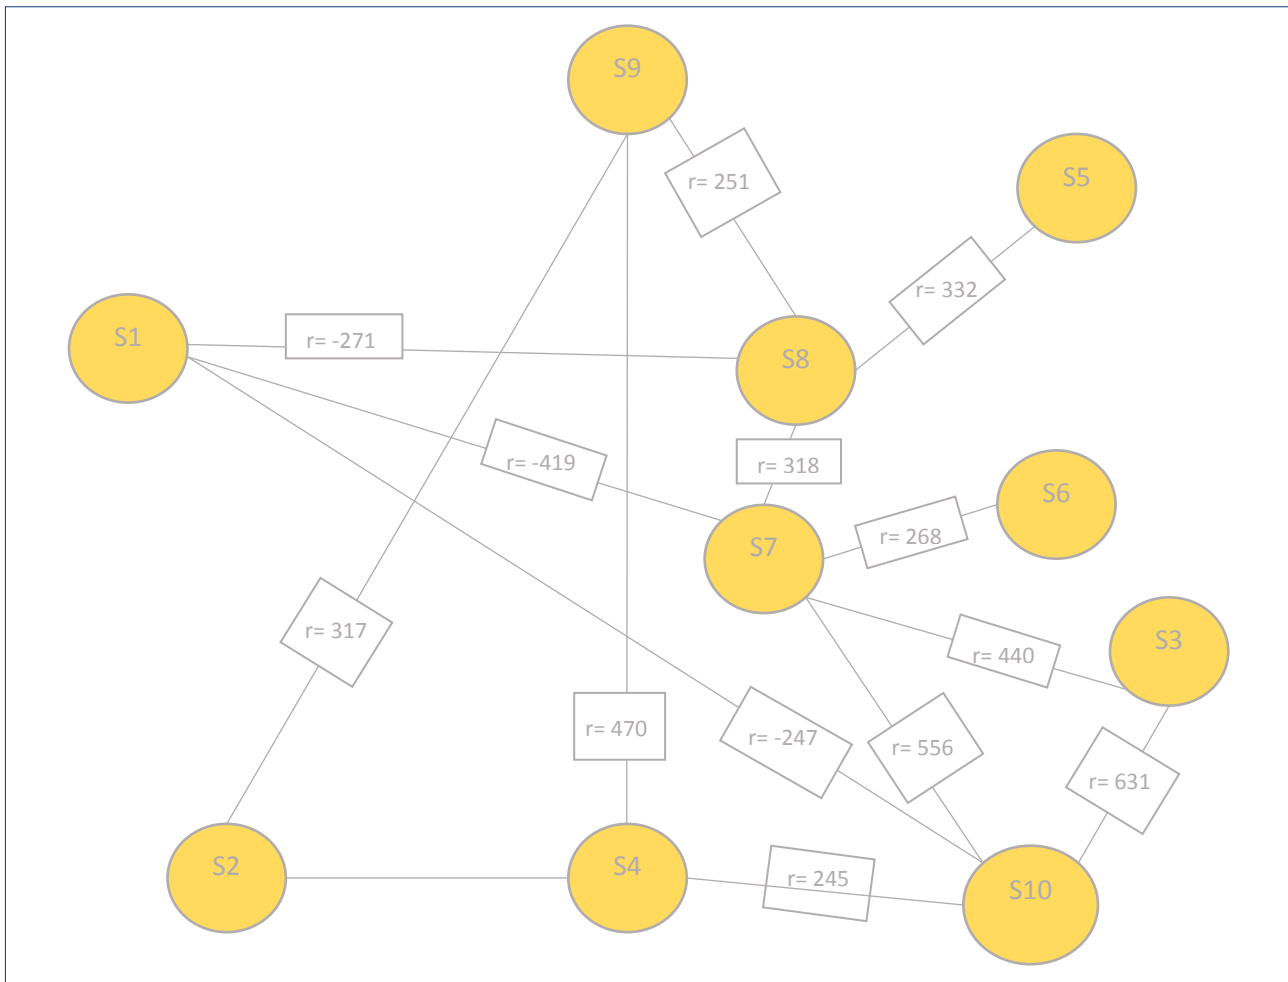 S9
r= 251
S5
r= 332
S1
r= -271
S8
r= -419
r= 318
S6
S7
r= 268
r= 317
S3
r= 440
r= 470
r= -247
r= 556
r= 631
S2
S4
r= 245
S10